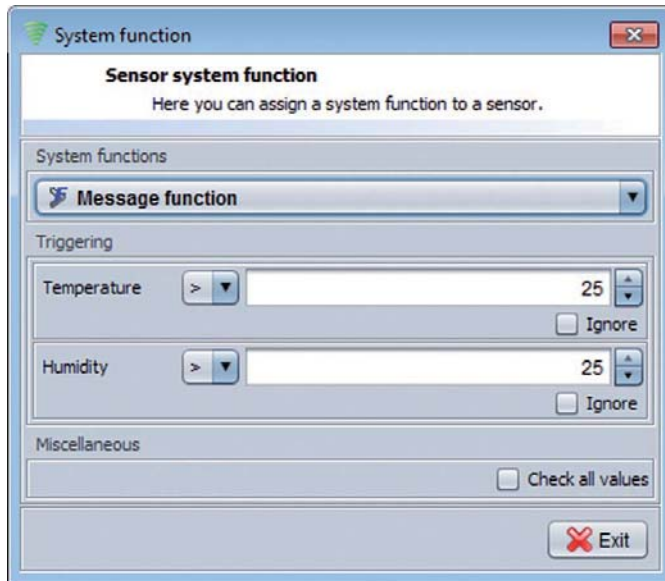 System function
Sensor system function
Here you can assign a system function to a sensor.
System functions
Message function
Triggering
Temperature > 25
Ignore
Humidity > 25
Ignore
Miscellaneous
Check all values
Exit